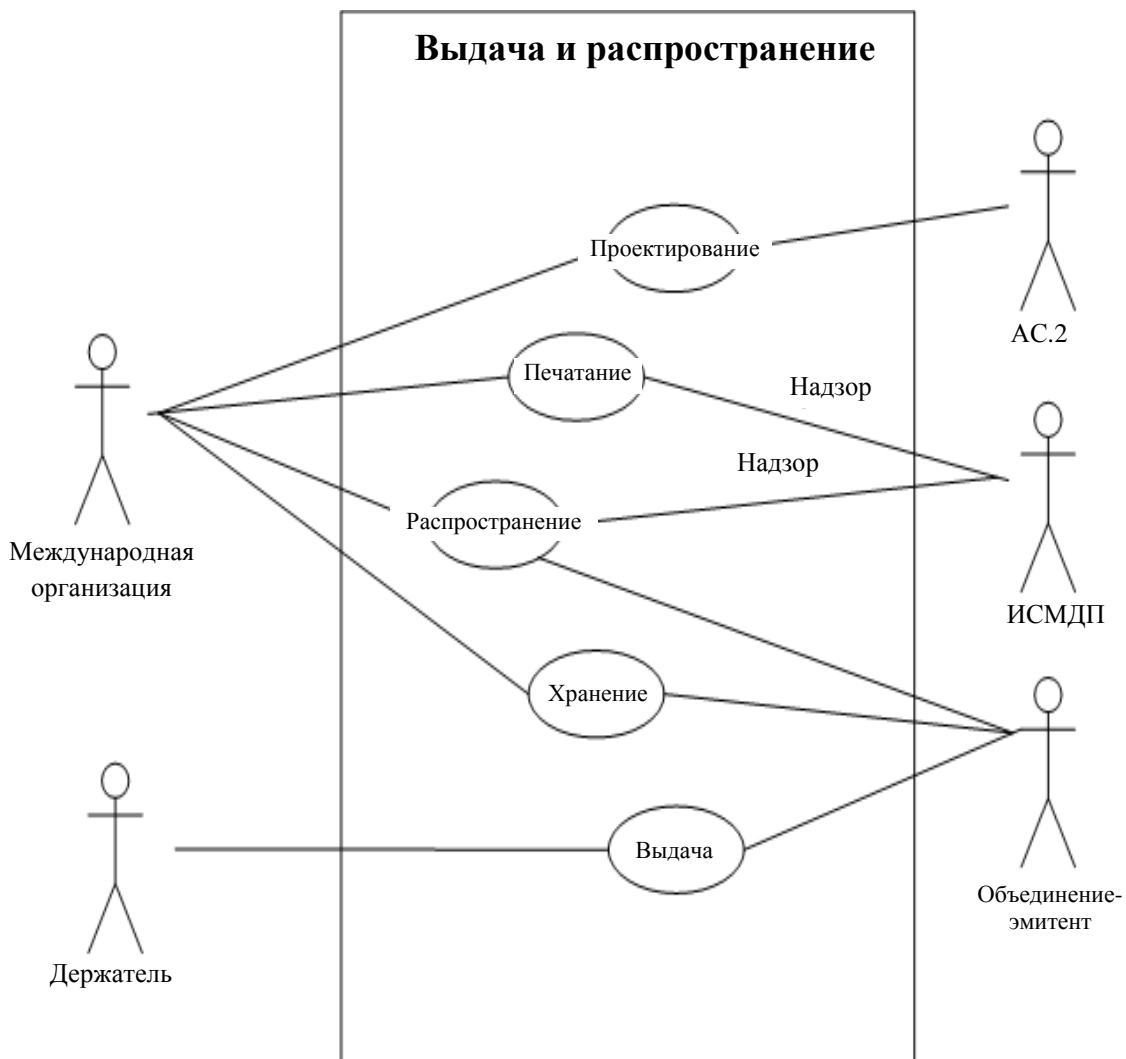 Выдача и распространение
Проектирование
АС.2
Печатание
Надзор
Надзор
Распространение
Международная
организация
ИСМДП
Хранение
Выдача
Объединение-
эмитент
Держатель